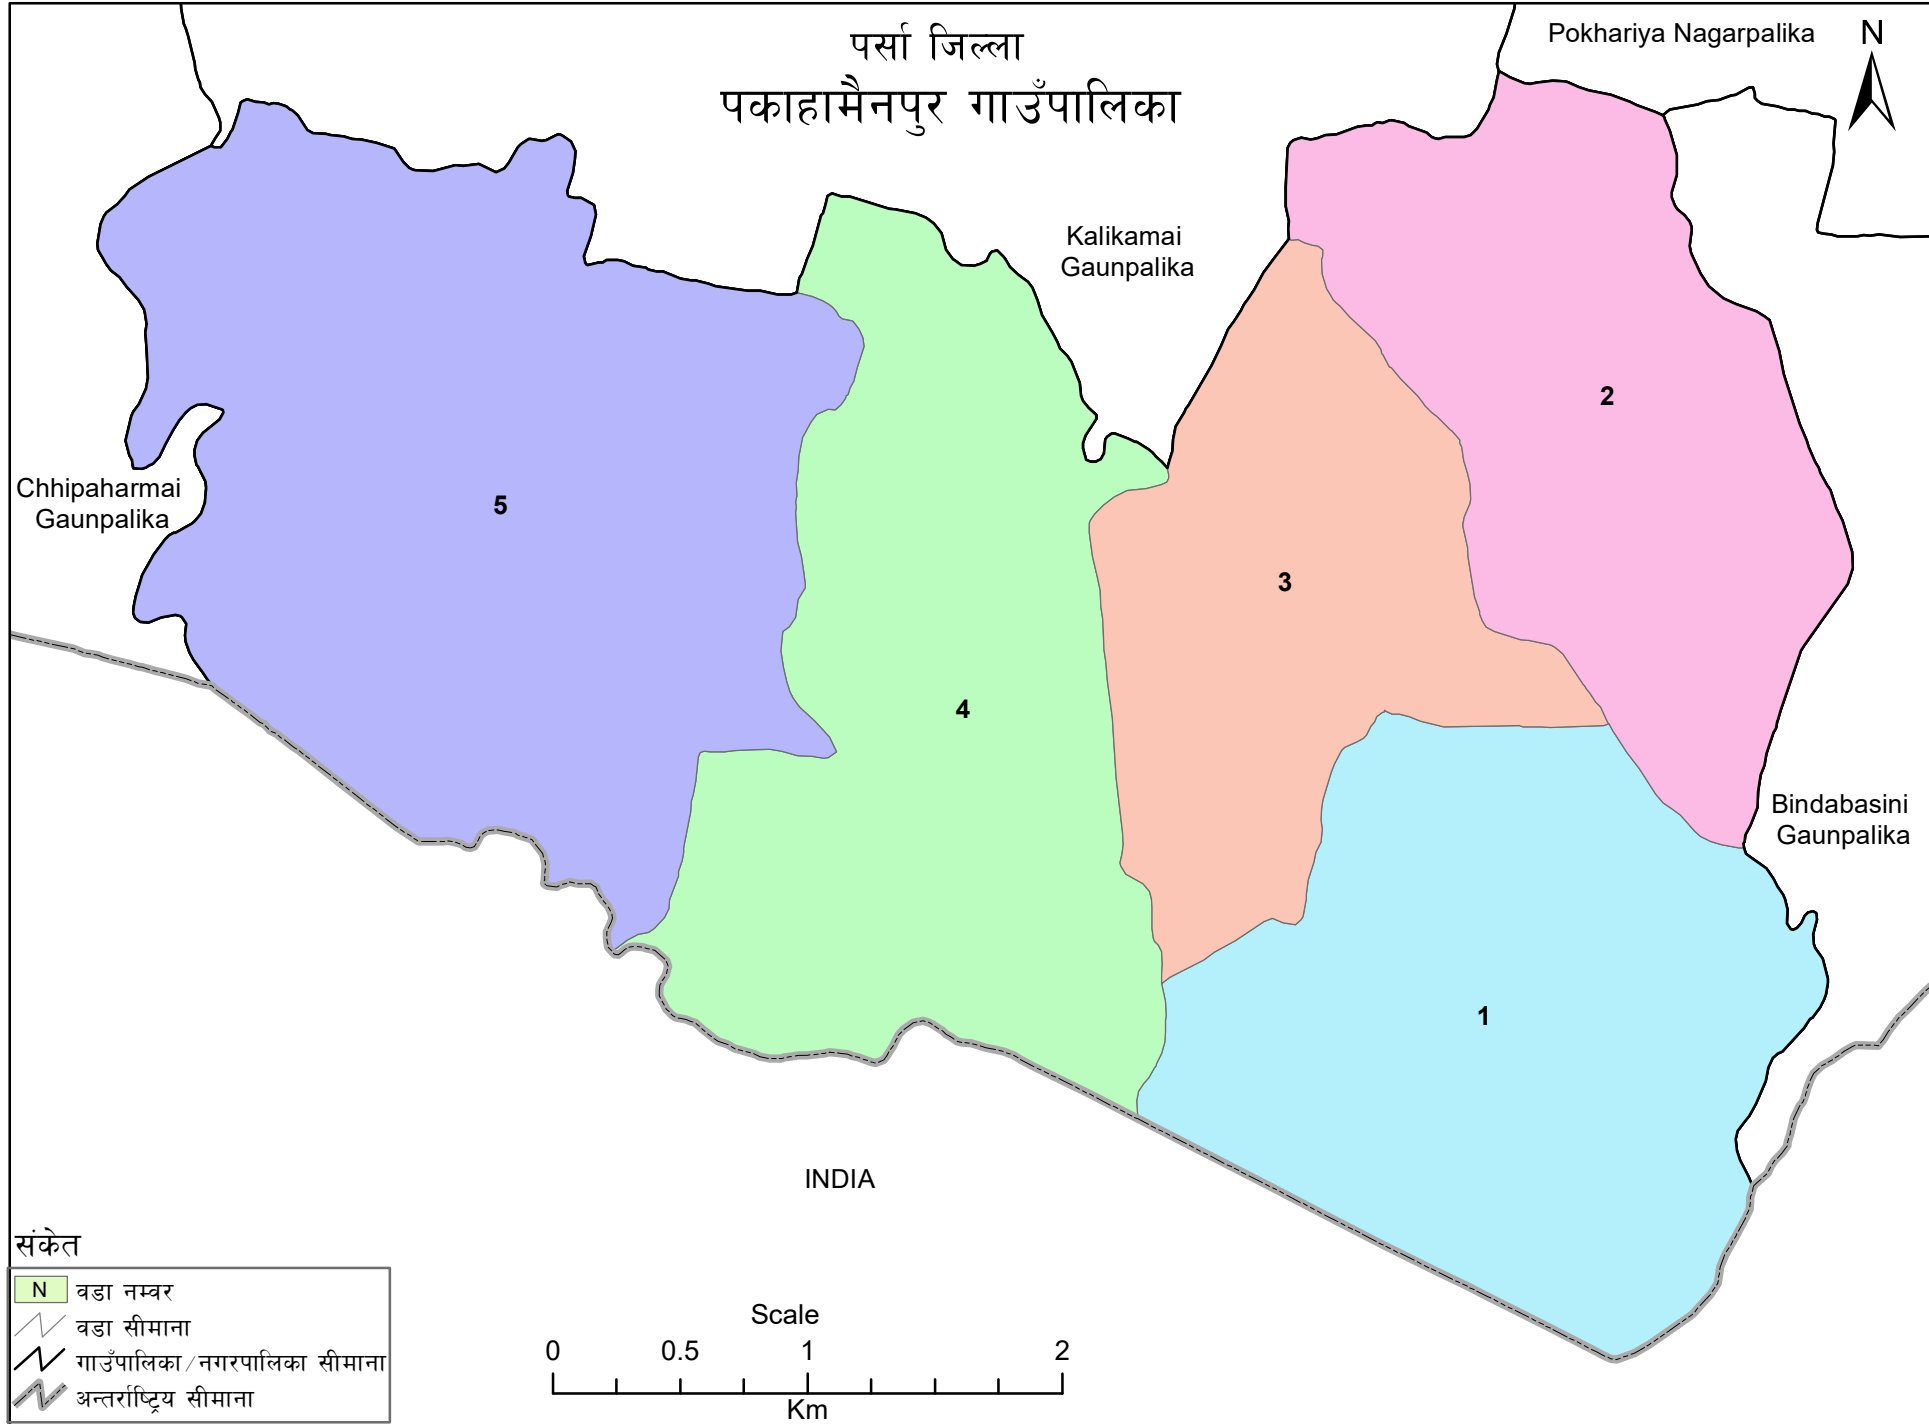 पर्सा जिल्ला
पकाहामैनपुर गाउँपालिका
Pokhariya Nagarpalika
N
Kalikamai
Gaunpalika
2
Chhipaharmai
Gaunpalika
5
3
4
Bindabasini
Gaunpalika
1
INDIA
संकेत
N वडा नम्वर
वडा सीमाना
गाउँपालिका/नगरपालिका सीमाना
अन्तर्राष्ट्रिय सीमाना
Scale
0 0.5 1 2
Km